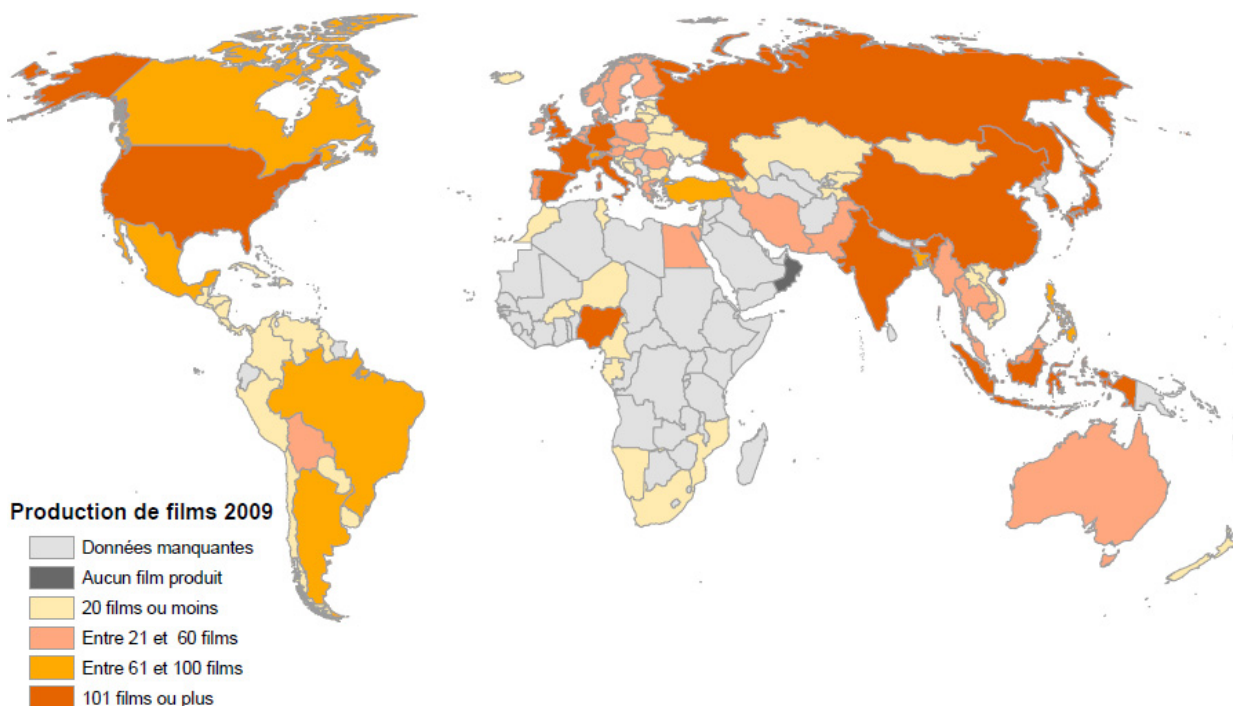 Production de films 2009
Données manquantes
Aucun film produit
20 films ou moins
Entre 21 et 60 films
Entre 61 et 100 films
101 films ou plus